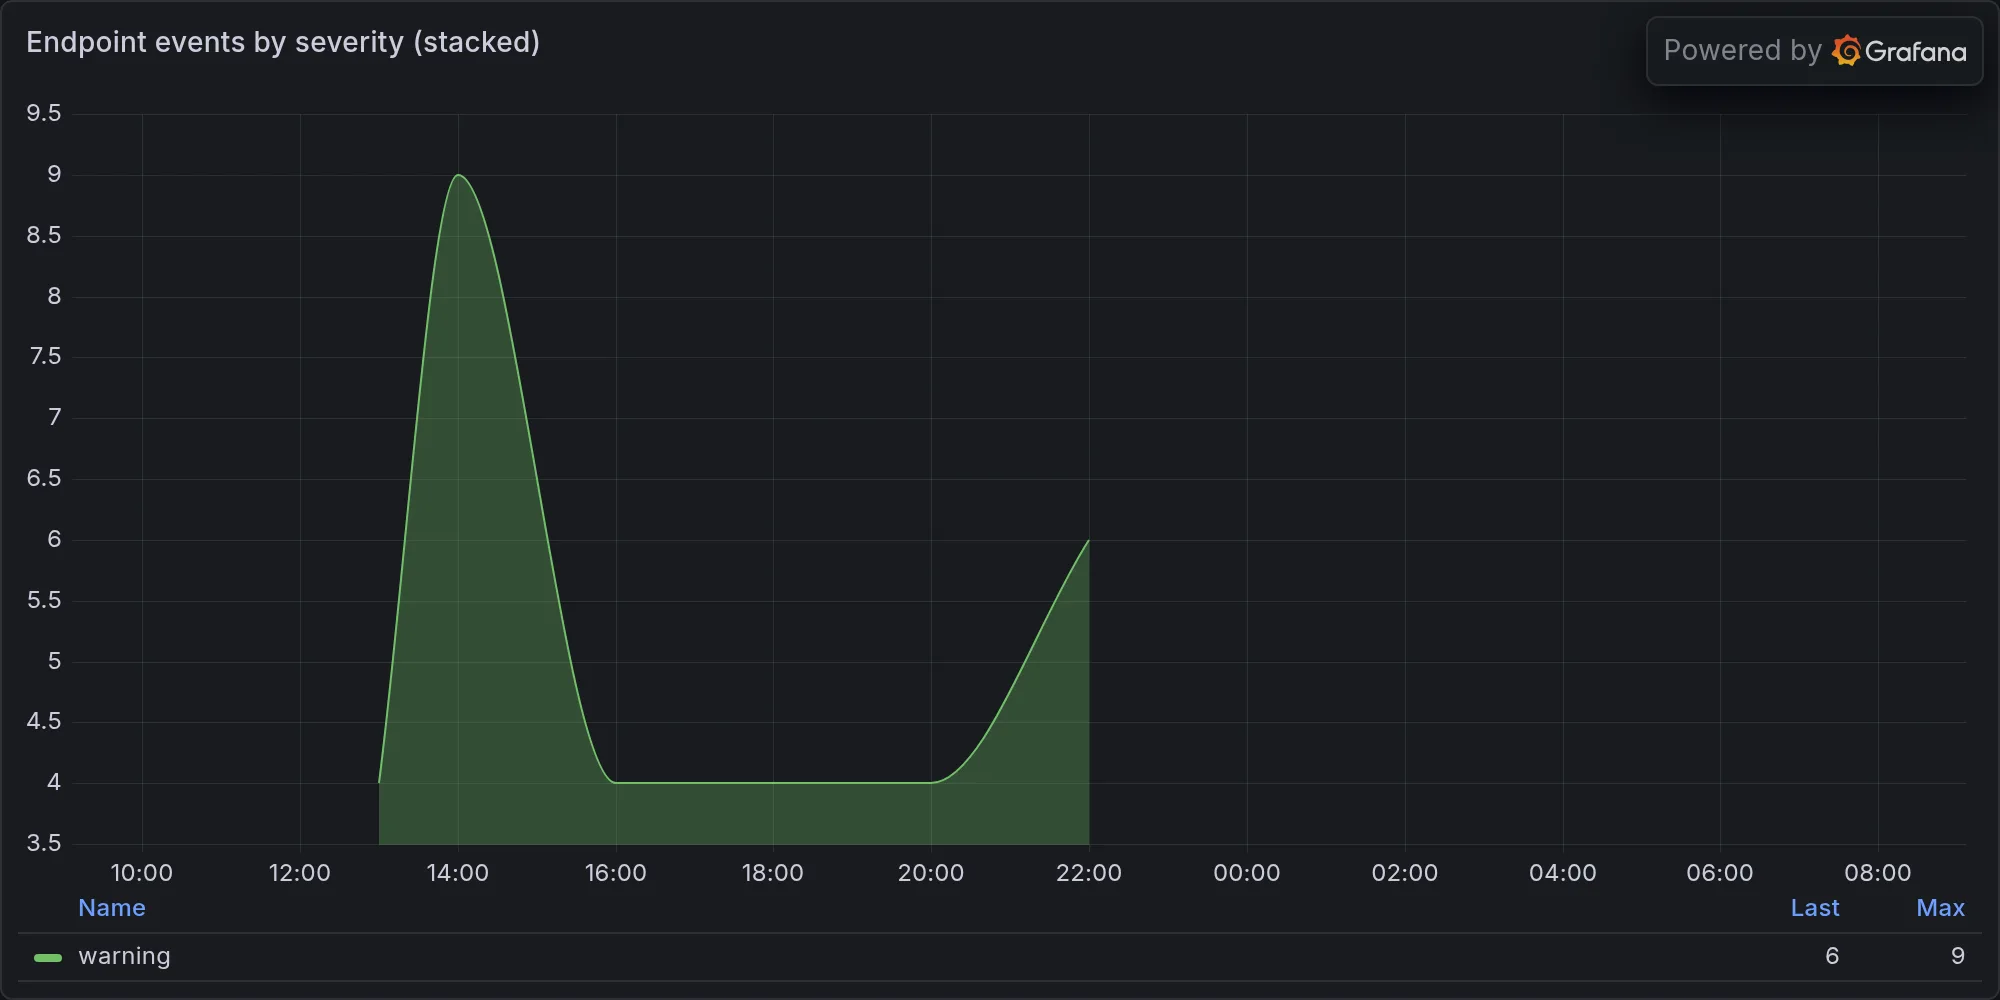 Endpoint events by severity (stacked)
Powered by Grafana
9.5
9
8.5
8
7.5
7
6.5
6
5.5
5
4.5
4
3.5
10:00 12:00 14:00 16:00 18:00 20:00 22:00 00:00 02:00 04:00 06:00 08:00
Name Last Max
warning 6 9